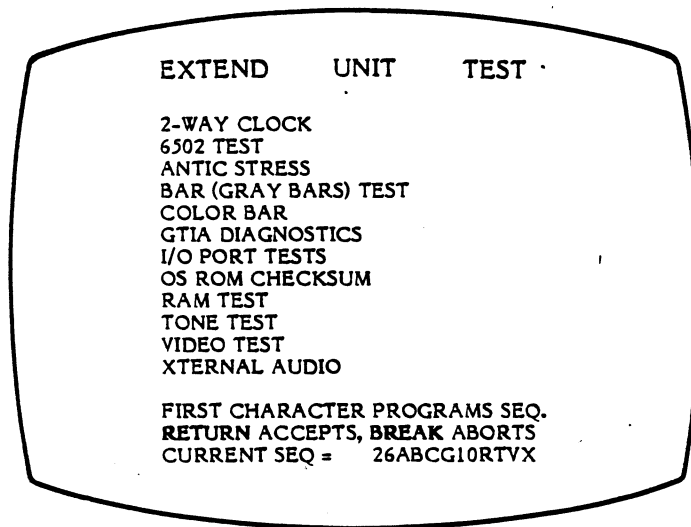 EXTEND UNIT TEST
2-WAY CLOCK
6502 TEST
ANTIC STRESS
BAR (GRAY BARS) TEST
COLOR BAR
GTIA DIAGNOSTICS
I/O PORT TESTS
OS ROM CHECKSUM
RAM TEST
TONE TEST
VIDEO TEST
XTERNAL AUDIO
FIRST CHARACTER PROGRAMS SEQ.
RETURN ACCEPTS, BREAK ABORTS
CURRENT SEQ = 26ABCG1ORTVX